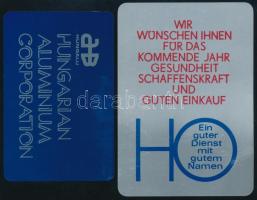 HUNGALU
HUNGARIAN
ALUMINIUM
CORPORATION
WIR
WÜNSCHEN IHNEN
FÜR DAS
KOMMENDE JAHR
GESUNDHEIT
SCHAFFENSKRAFT
UND
GUTEN EINKAUF
HO
Ein
guter
Dienst
mit
gutem
Namen